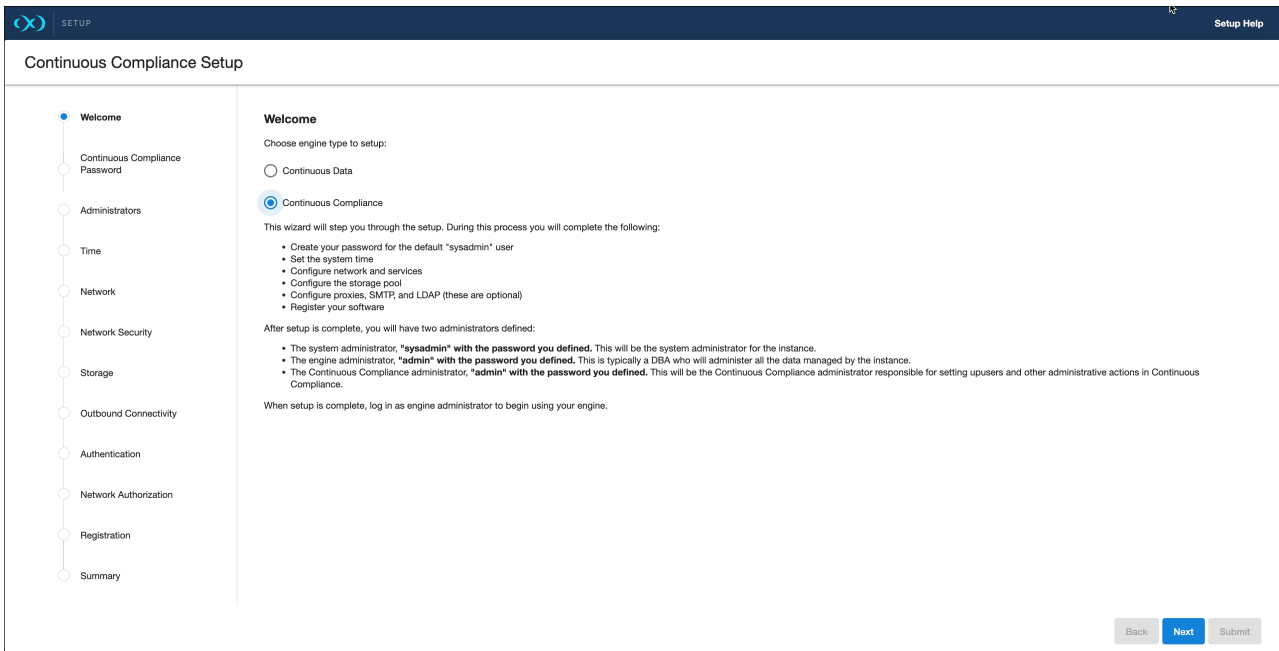 SETUP
Setup Help
Continuous Compliance Setup
Welcome
Continuous Compliance
Password
Administrators
Time
Network
Network Security
Storage
Outbound Connectivity
Authentication
Network Authorization
Registration
Summary
Welcome
Choose engine type to setup:
Continuous Data
Continuous Compliance
This wizard will step you through the setup. During this process you will complete the following:
• Create your password for the default "sysadmin" user
• Set the system time
• Configure network and services
• Configure the storage pool
• Configure proxies, SMTP, and LDAP (these are optional)
• Register your software
After setup is complete, you will have two administrators defined:
• The system administrator, "sysadmin" with the password you defined. This will be the system administrator for the instance.
• The engine administrator, "admin" with the password you defined. This is typically a DBA who will administer all the data managed by the instance.
• The Continuous Compliance administrator, "admin" with the password you defined. This will be the Continuous Compliance administrator responsible for setting upusers and other administrative actions in Continuous
Compliance.
When setup is complete, log in as engine administrator to begin using your engine.
Back
Next
Submit